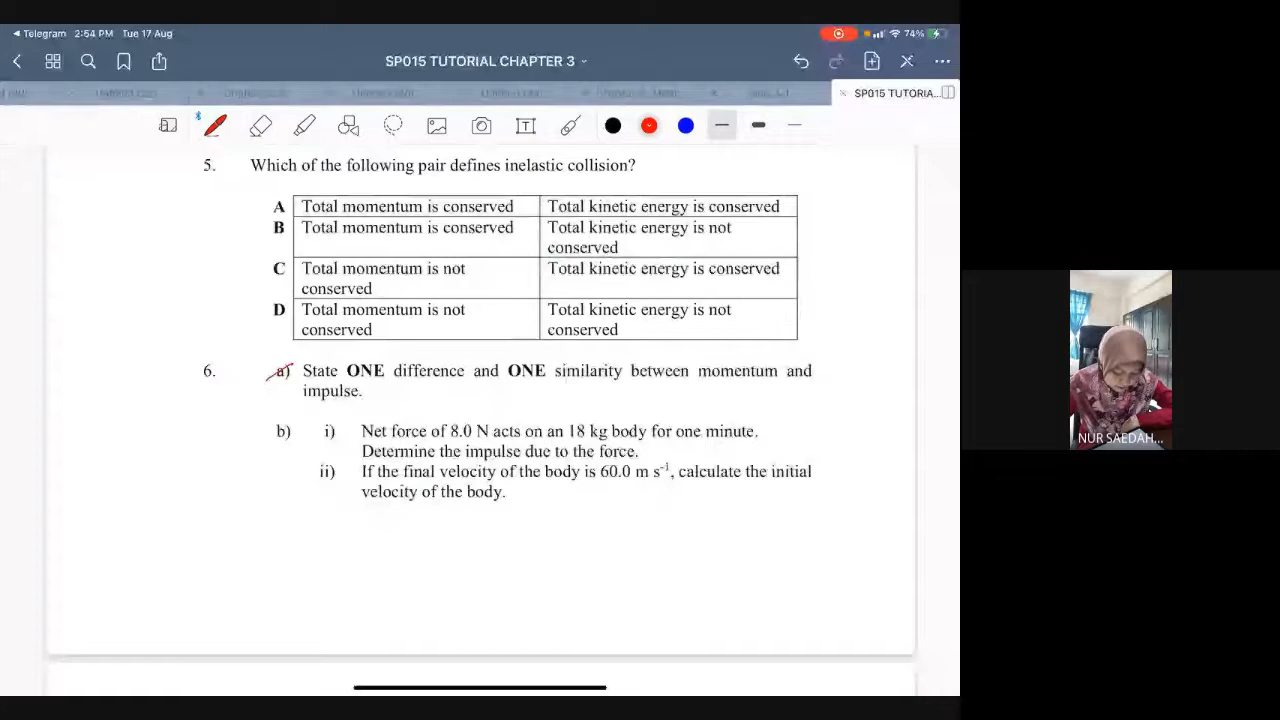 Telegram 2:54 PM Tue 17 Aug
74%
SP015 TUTORIAL CHAPTER 3
SP015 TUTORIA...
5. Which of the following pair defines inelastic collision?
A Total momentum is conserved Total kinetic energy is conserved
B Total momentum is conserved Total kinetic energy is not
conserved
C Total momentum is not Total kinetic energy is conserved
conserved
D Total momentum is not Total kinetic energy is not
conserved conserved
6. a) State ONE difference and ONE similarity between momentum and
impulse.
b) i) Net force of 8.0 N acts on an 18 kg body for one minute.
Determine the impulse due to the force.
ii) If the final velocity of the body is 60.0 m s⁻¹, calculate the initial
velocity of the body.
NUR SAEDAH...